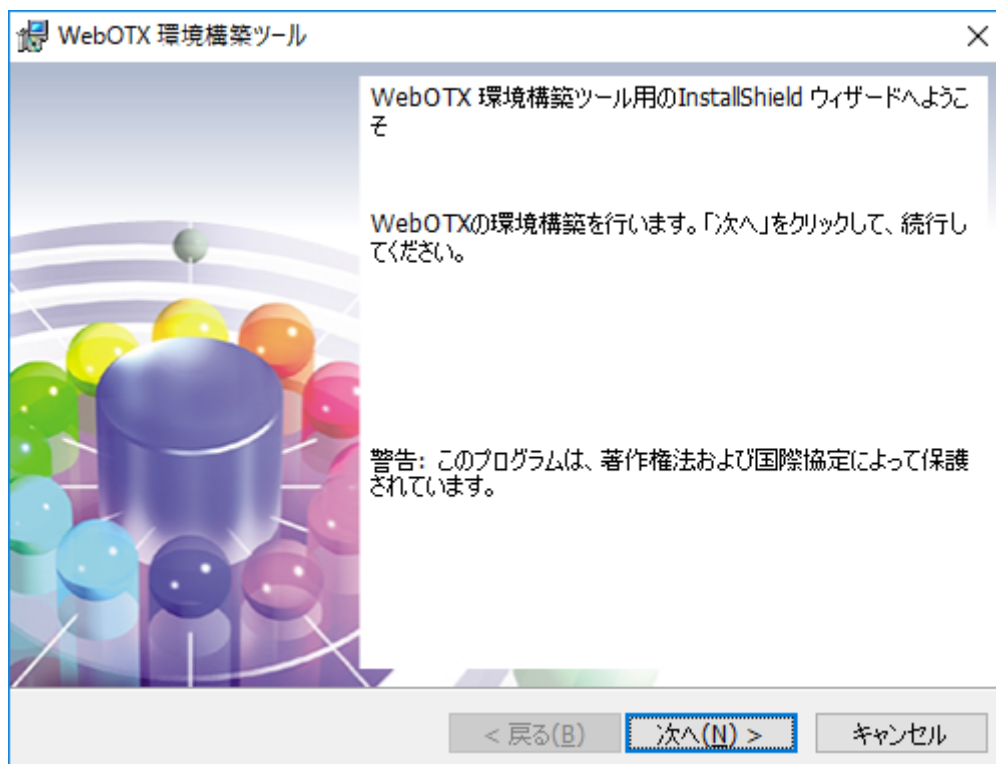 WebOTX 環境構築ツール
WebOTX 環境構築ツール用のInstallShield ウィザードへようこ
そ
WebOTXの環境構築を行います。「次へ」をクリックして、続行し
てください。
警告: このプログラムは、著作権法および国際協定によって保護
されています。
< 戻る(B)
次へ(N) >
キャンセル